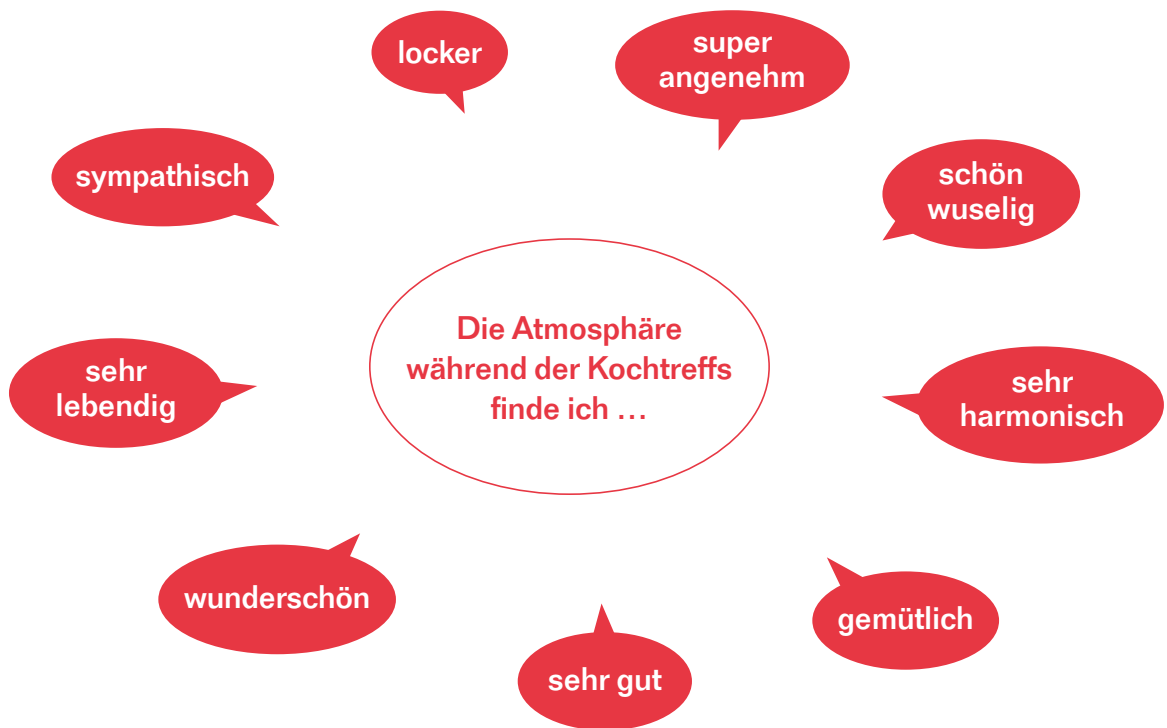 locker
super
angenehm
sympathisch
schön
wuselig
Die Atmosphäre
während der Kochtreffs
finde ich …
sehr
lebendig
sehr
harmonisch
wunderschön
gemütlich
sehr gut